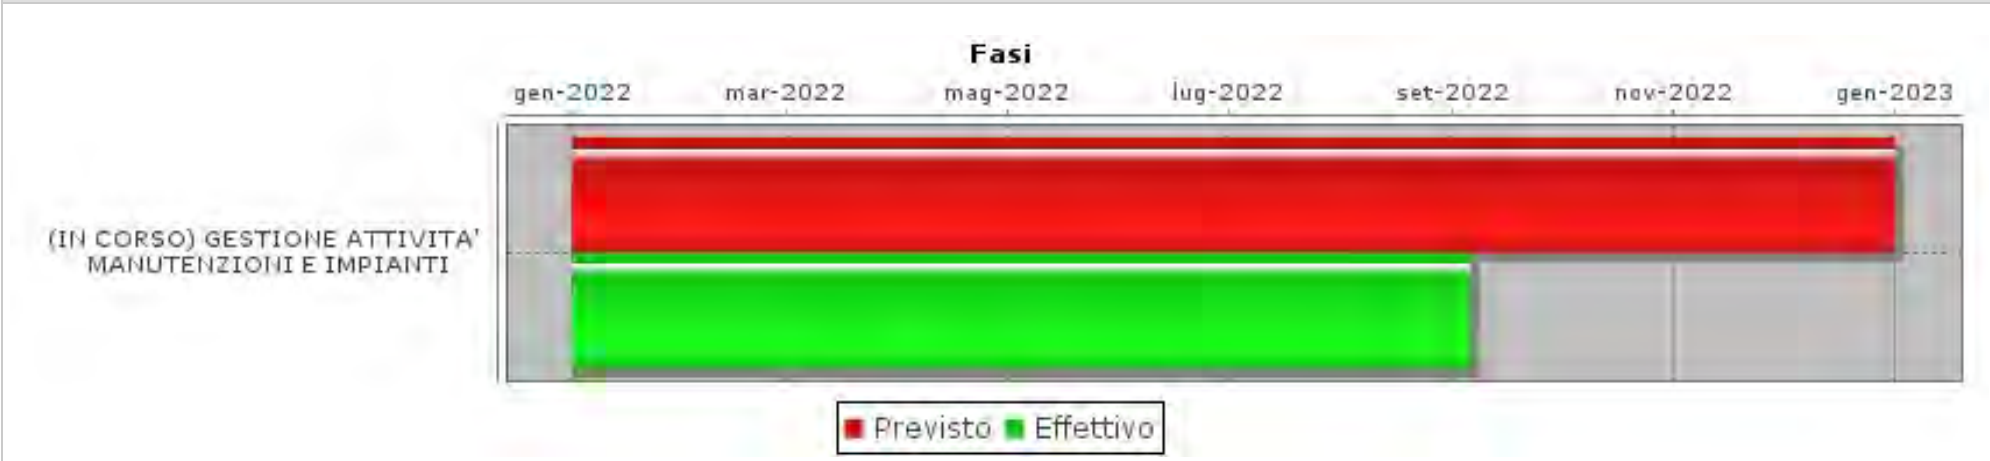 Fasi
gen-2022 mar-2022 mag-2022 lug-2022 set-2022 nov-2022 gen-2023
(IN CORSO) GESTIONE ATTIVITA'
MANUTENZIONI E IMPIANTI
Previsto Effettivo